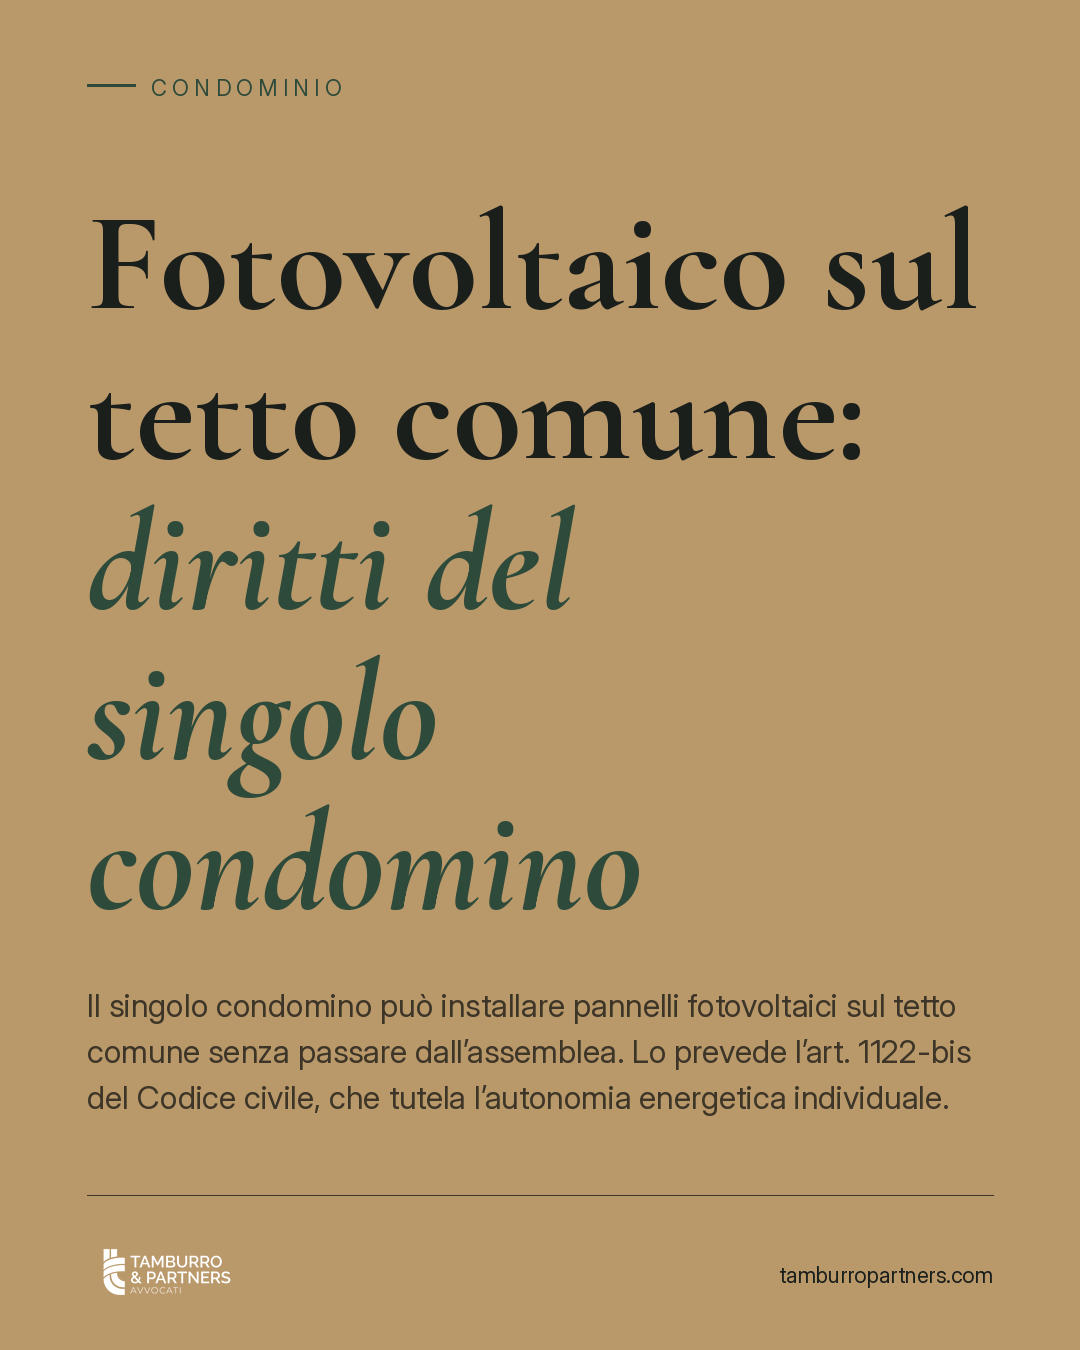 CONDOMINIO
Fotovoltaico sul
tetto comune:
diritti del
singolo
condomino
Il singolo condomino può installare pannelli fotovoltaici sul tetto
comune senza passare dall’assemblea. Lo prevede l’art. 1122-bis
del Codice civile, che tutela l’autonomia energetica individuale.
TAMBURRO
& PARTNERS
AVVOCATI
tamburropartners.com